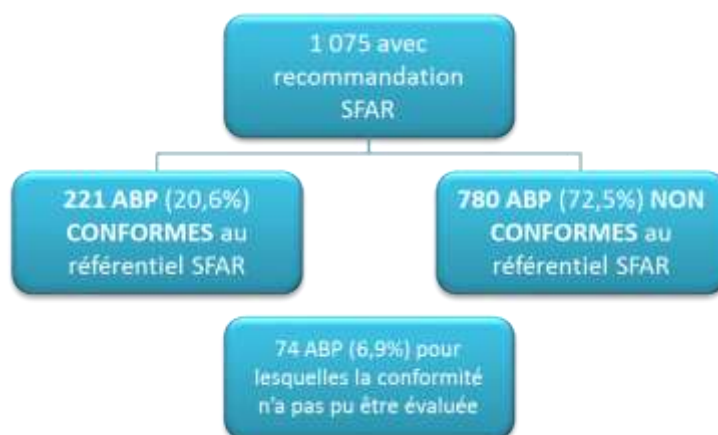 1 075 avec
recommandation
SFAR
221 ABP (20,6%)
CONFORMES au
référentiel SFAR
780 ABP (72,5%) NON
CONFORMES au
référentiel SFAR
74 ABP (6,9%) pour
lesquelles la conformité
n'a pas pu être évaluée